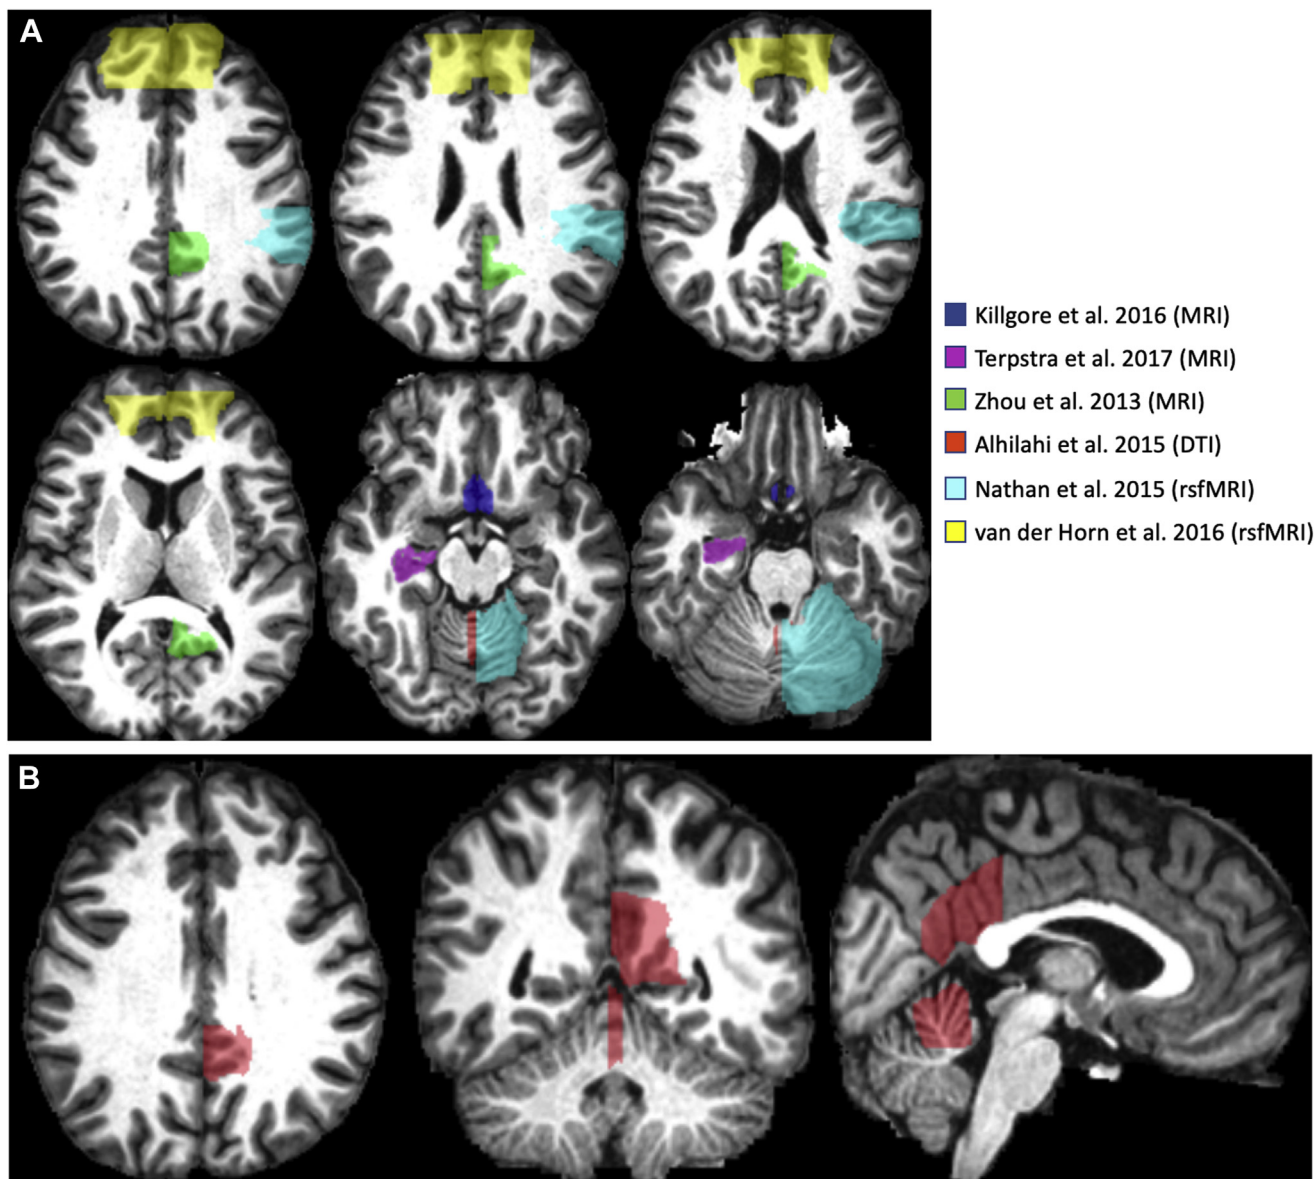 A
Killgore et al. 2016 (MRI)
Terpstra et al. 2017 (MRI)
Zhou et al. 2013 (MRI)
Alhilahi et al. 2015 (DTI)
Nathan et al. 2015 (rsfMRI)
van der Horn et al. 2016 (rsfMRI)
B